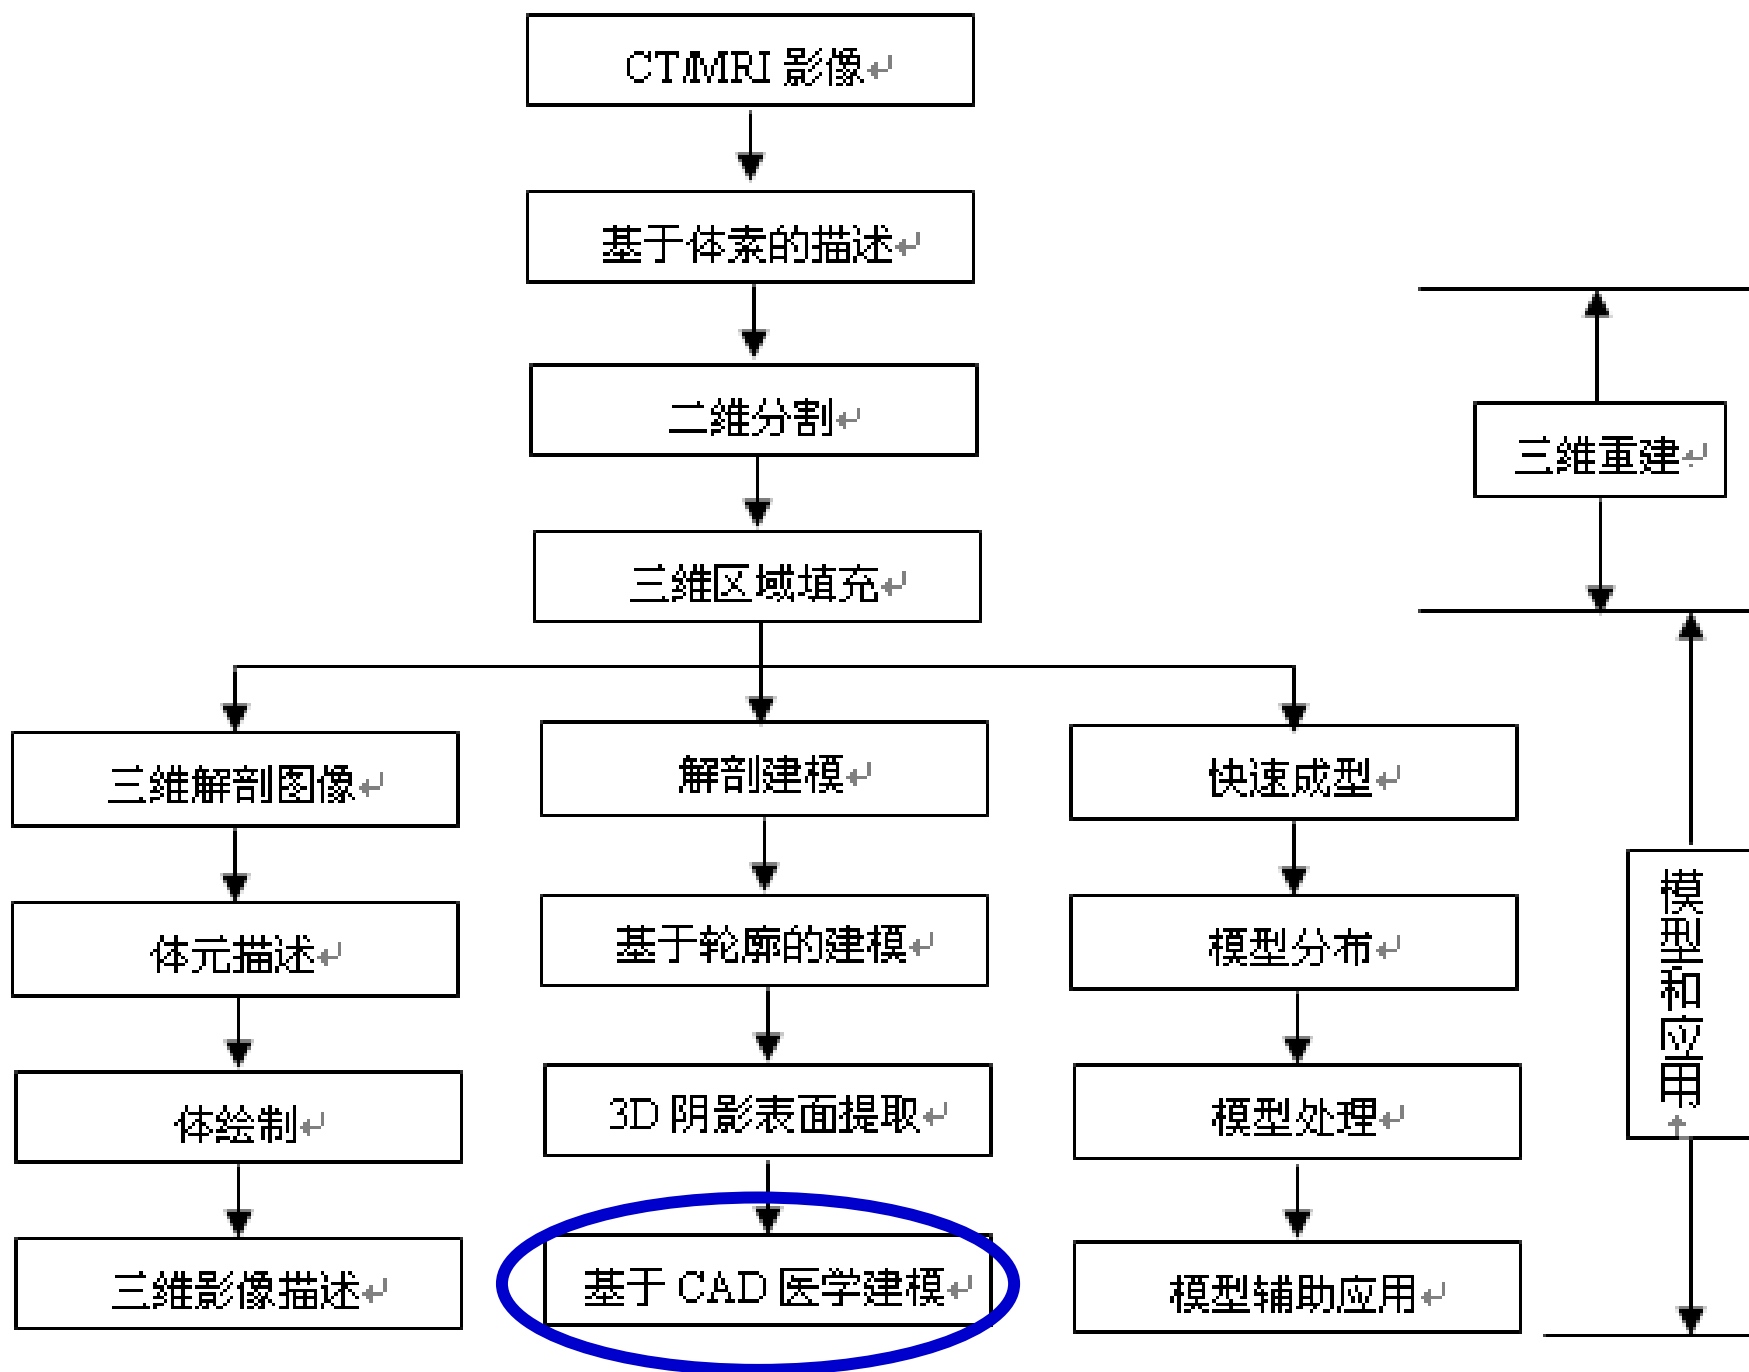 CT/MRI 影像
基于体素的描述
二维分割
三维重建
三维区域填充
三维解剖图像
解剖建模
快速成型
体元描述
基于轮廓的建模
模型分布
模型和应用
体绘制
3D 阴影表面提取
模型处理
三维影像描述
基于 CAD 医学建模
模型辅助应用